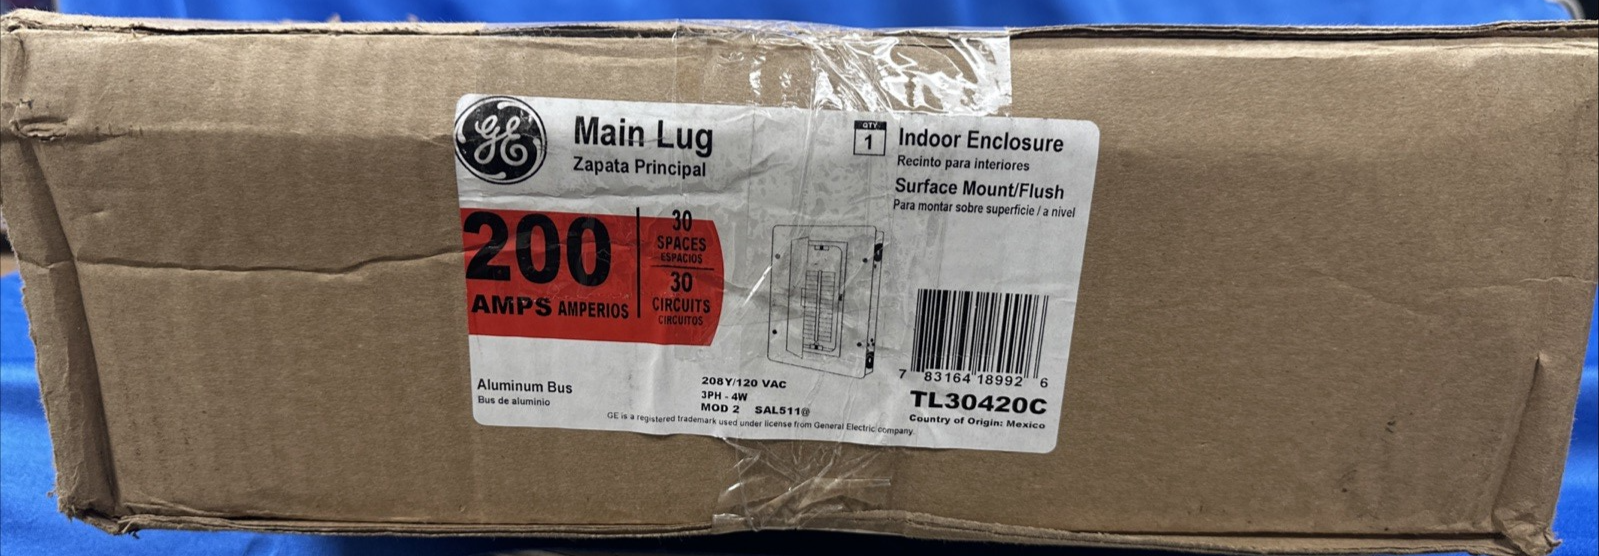 GE
Main Lug
Zapata Principal
200
AMPS AMPERIOS
30
SPACES
ESPACIOS
30
CIRCUITS
CIRCUITOS
QTY
1
Indoor Enclosure
Recinto para interiores
Surface Mount/Flush
Para montar sobre superficie / a nivel
Aluminum Bus
Bus de aluminio
208Y/120 VAC
3PH - 4W
MOD 2 SAL511@
7 83164 18992 6
TL30420C
Country of Origin: Mexico
GE is a registered trademark used under license from General Electric company.